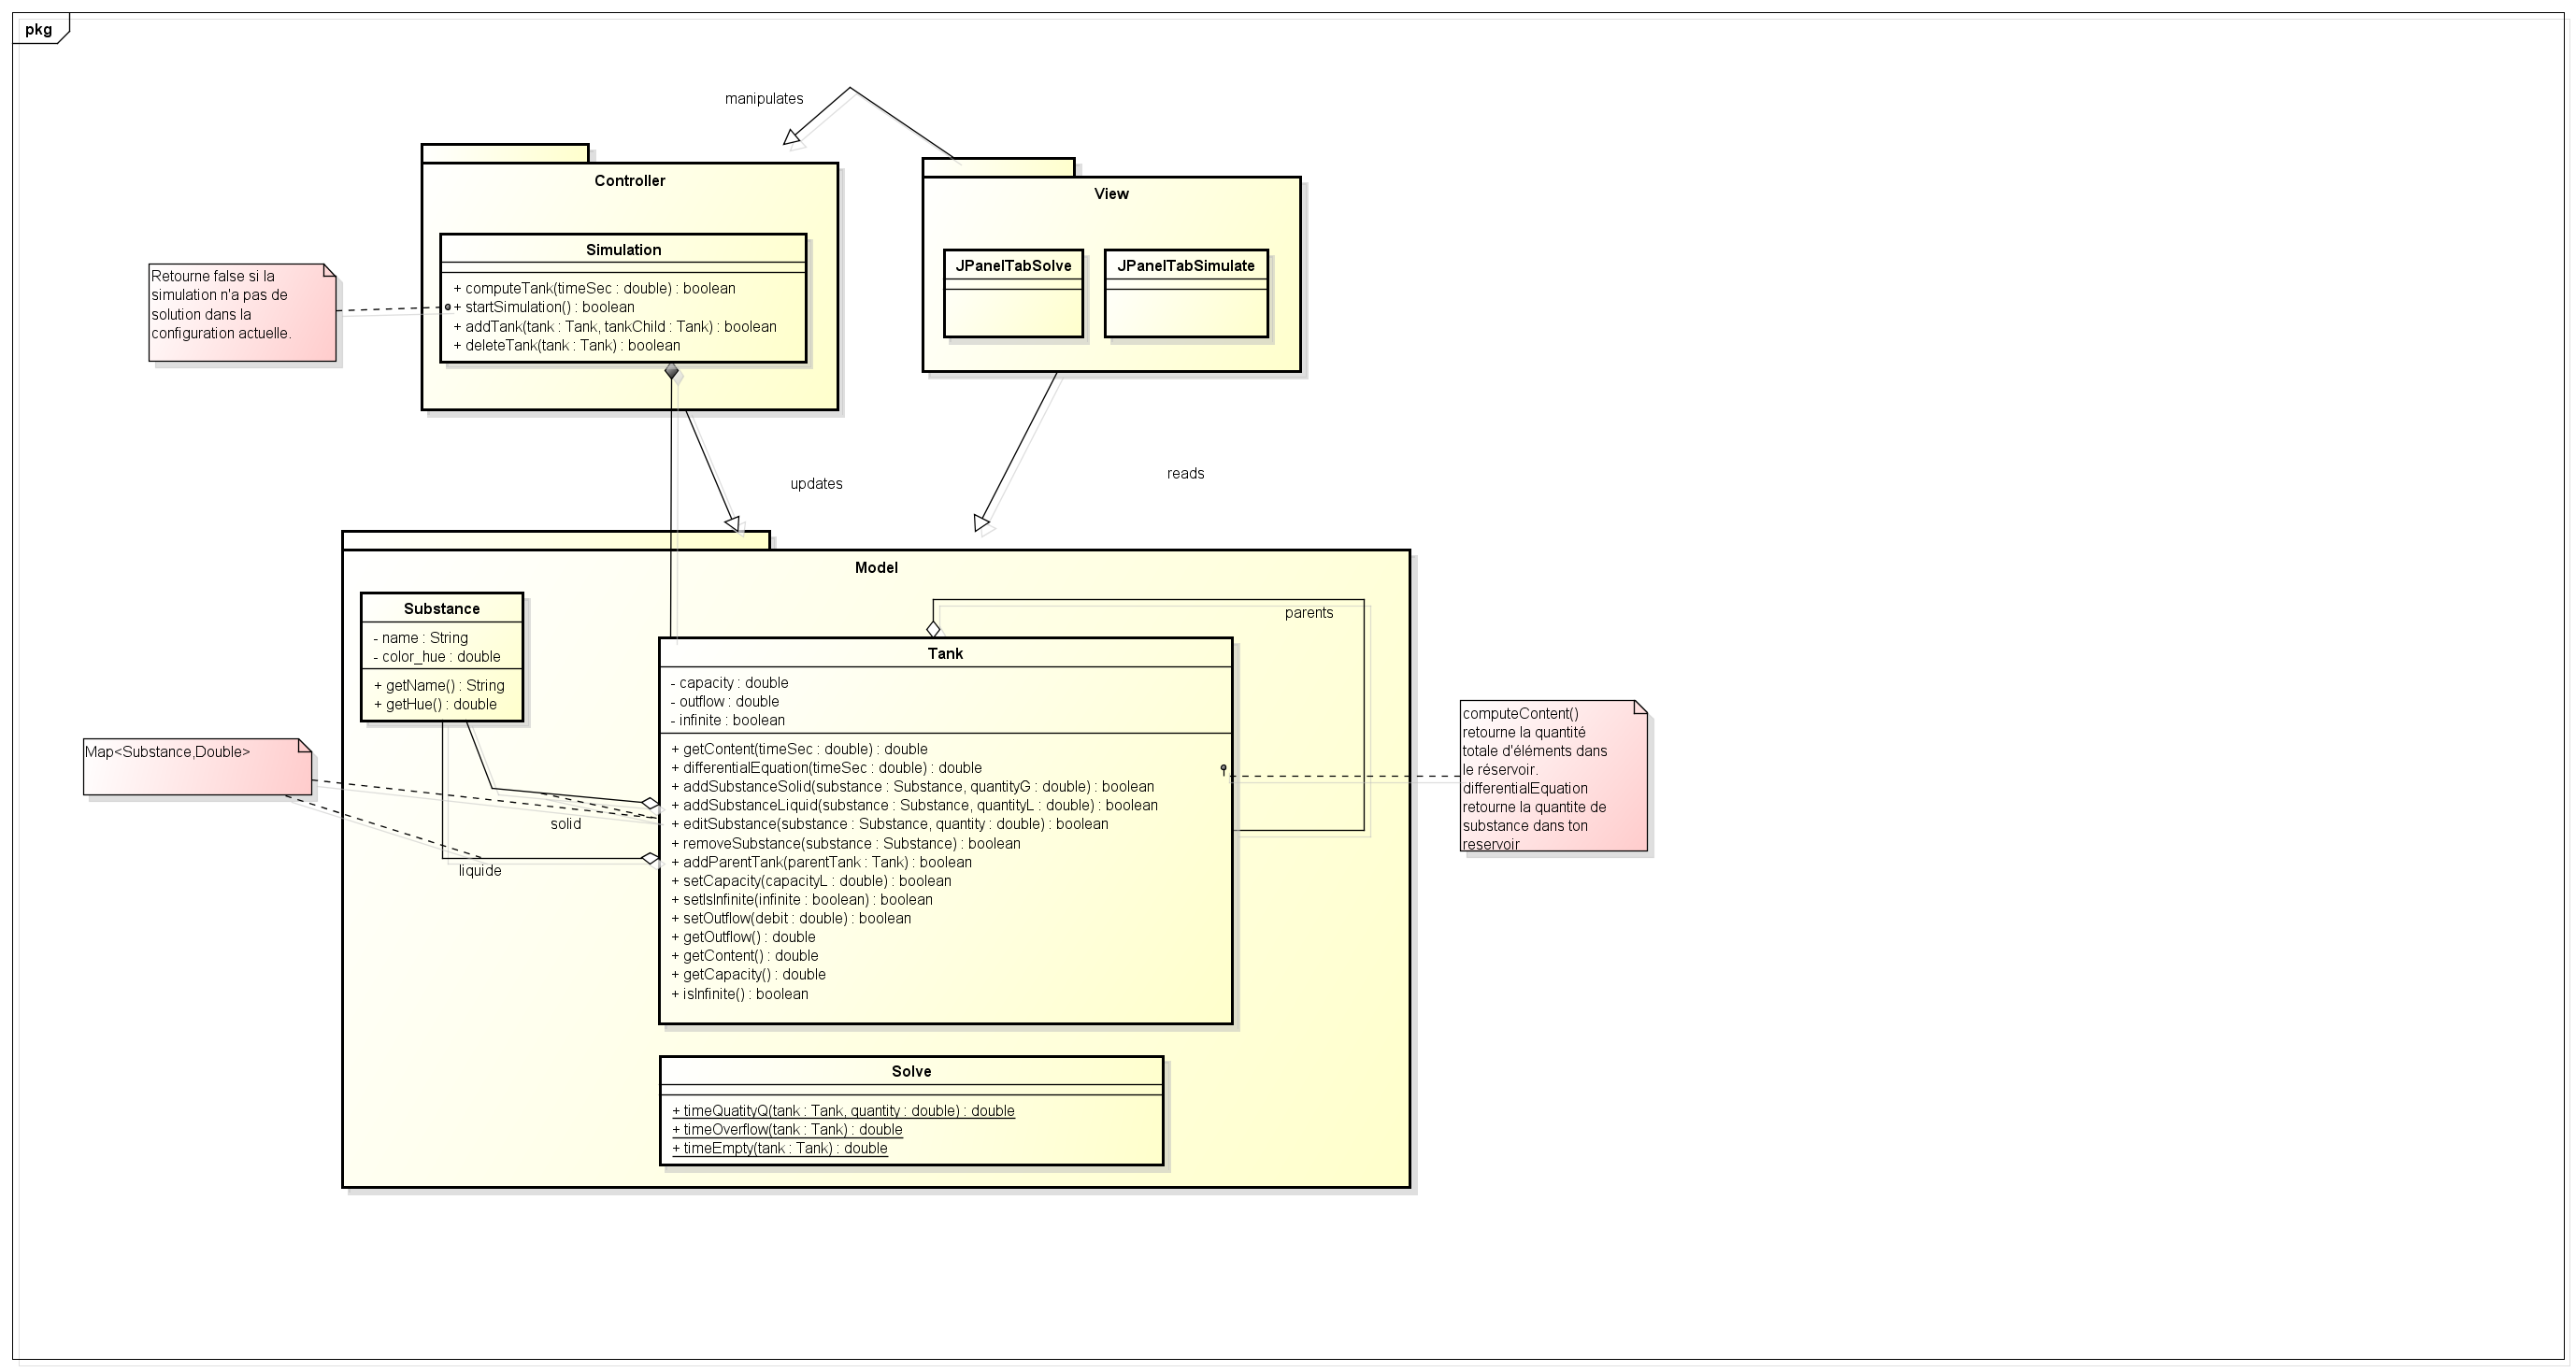 pkg
manipulates
Controller
View
Simulation
+ computeTank(timeSec : double) : boolean
+ startSimulation() : boolean
+ addTank(tank : Tank, tankChild : Tank) : boolean
+ deleteTank(tank : Tank) : boolean
JPanelTabSolve
JPanelTabSimulate
Retourne false si la
simulation n'a pas de
solution dans la
configuration actuelle.
updates
reads
Model
Substance
- name : String
- color_hue : double
+ getName() : String
+ getHue() : double
parents
Tank
- capacity : double
- outflow : double
- infinite : boolean
+ getContent(timeSec : double) : double
+ differentialEquation(timeSec : double) : double
+ addSubstanceSolid(substance : Substance, quantityG : double) : boolean
+ addSubstanceLiquid(substance : Substance, quantityL : double) : boolean
+ editSubstance(substance : Substance, quantity : double) : boolean
+ removeSubstance(substance : Substance) : boolean
+ addParentTank(parentTank : Tank) : boolean
+ setCapacity(capacityL : double) : boolean
+ setIsInfinite(infinite : boolean) : boolean
+ setOutflow(debit : double) : boolean
+ getOutflow() : double
+ getContent() : double
+ getCapacity() : double
+ isInfinite() : boolean
Map<Substance,Double>
solid
liquide
computeContent()
retourne la quantité
totale d'éléments dans
le réservoir.
differentialEquation
retourne la quantite de
substance dans ton
reservoir
Solve
+ timeQuatityQ(tank : Tank, quantity : double) : double
+ timeOverflow(tank : Tank) : double
+ timeEmpty(tank : Tank) : double